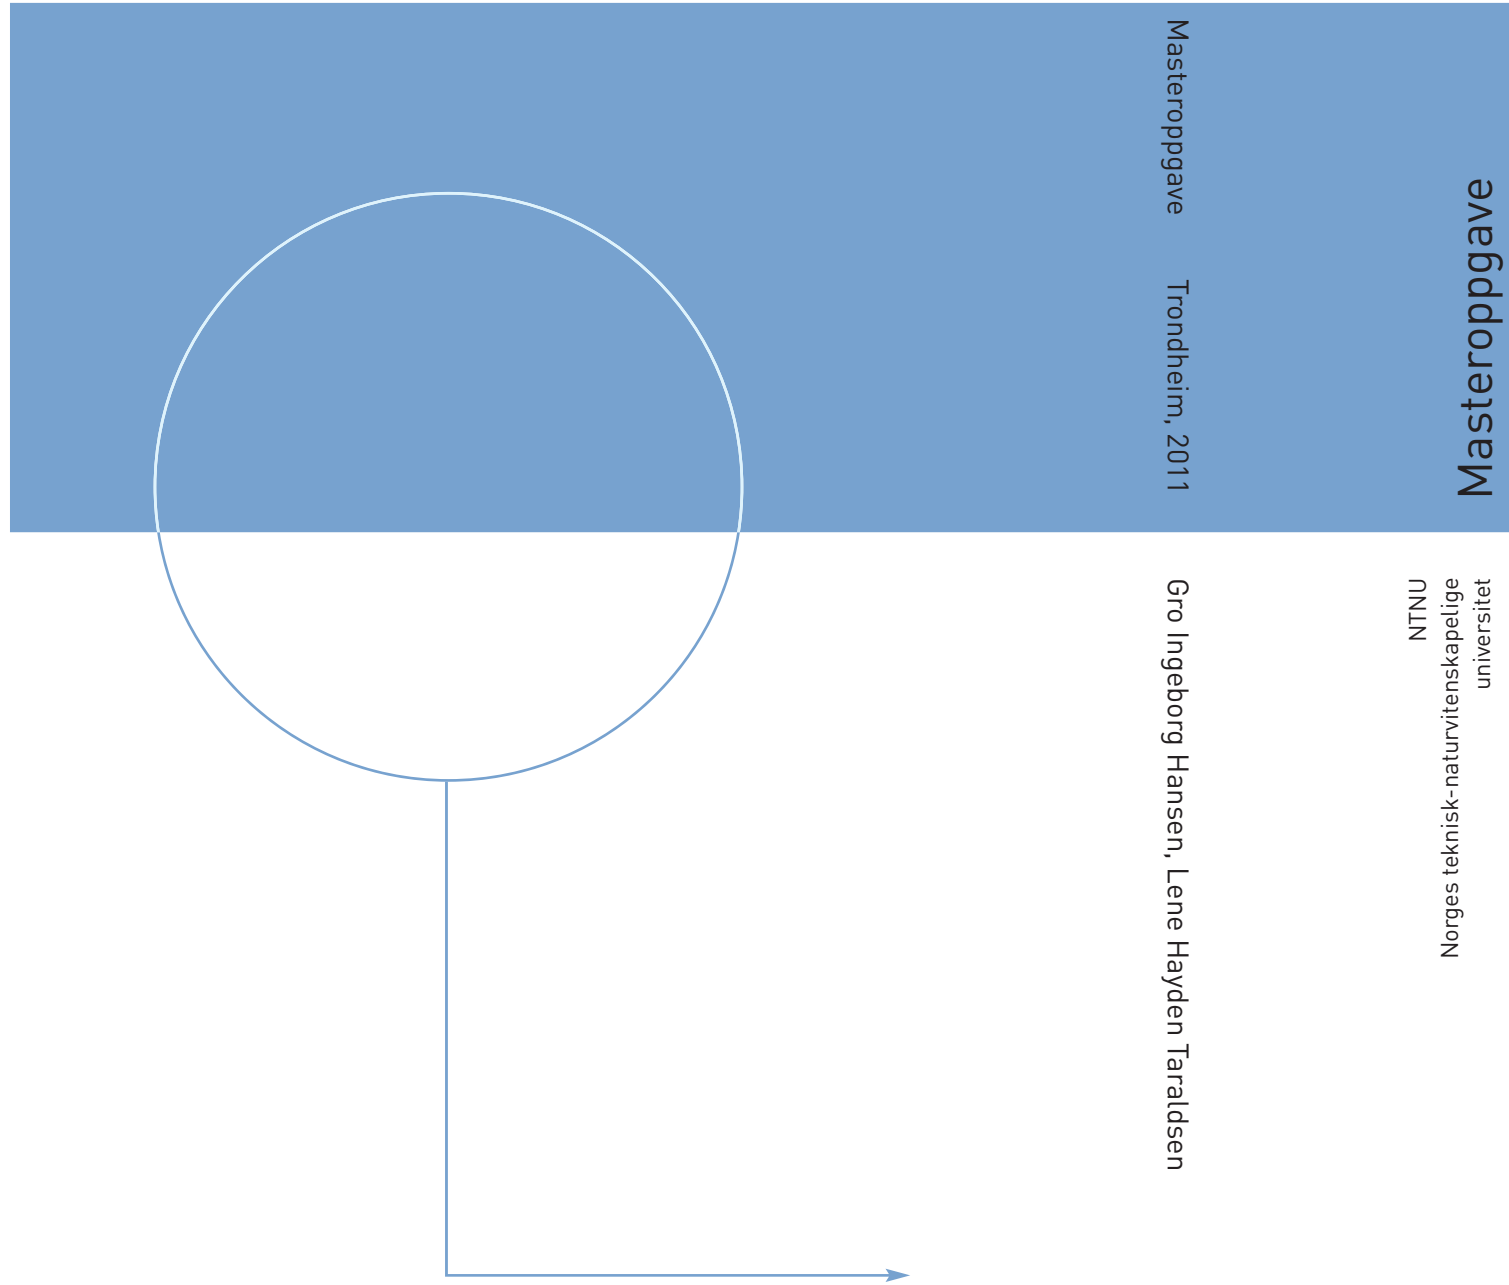 Masteroppgave
Trondheim, 2011
Gro Ingeborg Hansen, Lene Hayden Taraldsen
Masteroppgave
NTNU
Norges teknisk-naturvitenskapelige
universitet